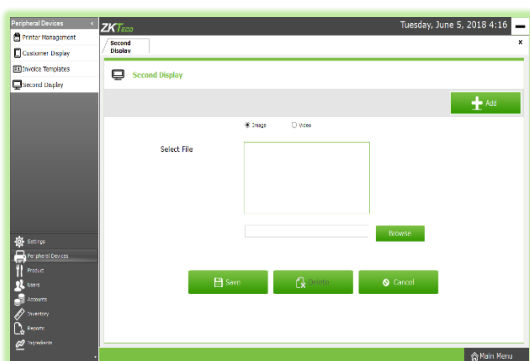 Peripheral Devices
ZKTECO
Tuesday, June 5, 2018 4:16
Printer Management
Customer Display
Invoice Templates
Second Display
Second
Display
x
Second Display
Add
Image
Video
Select File
Browse
Save
Delete
Cancel
Settings
Peripheral Devices
Product
Users
Accounts
Inventory
Reports
Ingredients
Main Menu